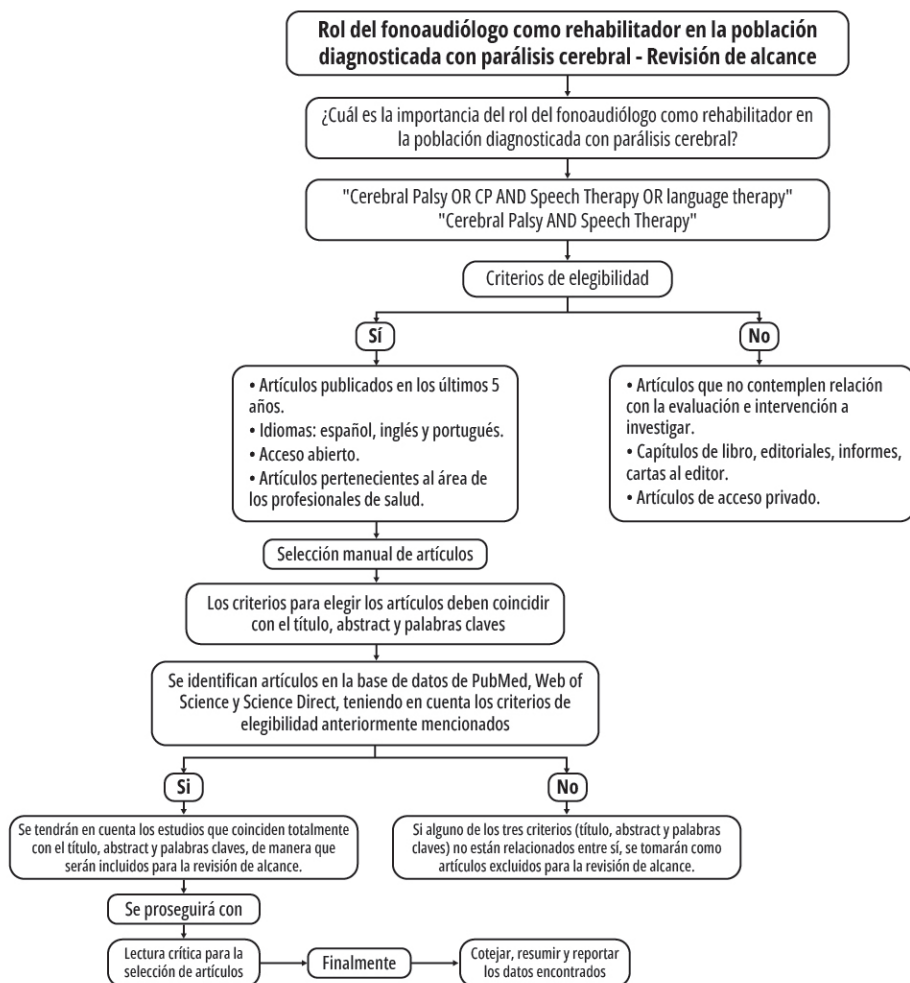 Rol del fonoaudiólogo como rehabilitador en la población
diagnosticada con parálisis cerebral - Revisión de alcance
¿Cuál es la importancia del rol del fonoaudiólogo como rehabilitador en
la población diagnosticada con parálisis cerebral?
"Cerebral Palsy OR CP AND Speech Therapy OR language therapy"
"Cerebral Palsy AND Speech Therapy"
Criterios de elegibilidad
Sí
• Artículos publicados en los últimos 5
años.
• Idiomas: español, inglés y portugués.
• Acceso abierto.
• Artículos pertenecientes al área de
los profesionales de salud.
No
• Artículos que no contemplen relación
con la evaluación e intervención a
investigar.
• Capítulos de libro, editoriales, informes,
cartas al editor.
• Artículos de acceso privado.
Selección manual de artículos
Los criterios para elegir los artículos deben coincidir
con el título, abstract y palabras claves
Se identifican artículos en la base de datos de PubMed, Web of
Science y Science Direct, teniendo en cuenta los criterios de
elegibilidad anteriormente mencionados
Si
Se tendrán en cuenta los estudios que coinciden totalmente
con el título, abstract y palabras claves, de manera que
serán incluidos para la revisión de alcance.
No
Si alguno de los tres criterios (título, abstract y palabras
claves) no están relacionados entre sí, se tomarán como
artículos excluidos para la revisión de alcance.
Se proseguirá con
Lectura crítica para la
selección de artículos
Finalmente
Cotejar, resumir y reportar
los datos encontrados